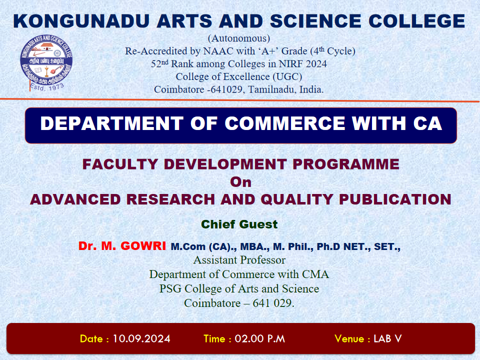 KONGUNADU ARTS AND SCIENCE COLLEGE
(Autonomous)
Re-Accredited by NAAC with ‘A+’ Grade (4th Cycle)
52nd Rank among Colleges in NIRF 2024
College of Excellence (UGC)
Coimbatore -641029, Tamilnadu, India.
Estd. 1973
DEPARTMENT OF COMMERCE WITH CA
FACULTY DEVELOPMENT PROGRAMME
On
ADVANCED RESEARCH AND QUALITY PUBLICATION
Chief Guest
Dr. M. GOWRI M.Com (CA)., MBA., M. Phil., Ph.D NET., SET.,
Assistant Professor
Department of Commerce with CMA
PSG College of Arts and Science
Coimbatore – 641 029.
Date : 10.09.2024 Time : 02.00 P.M Venue : LAB V